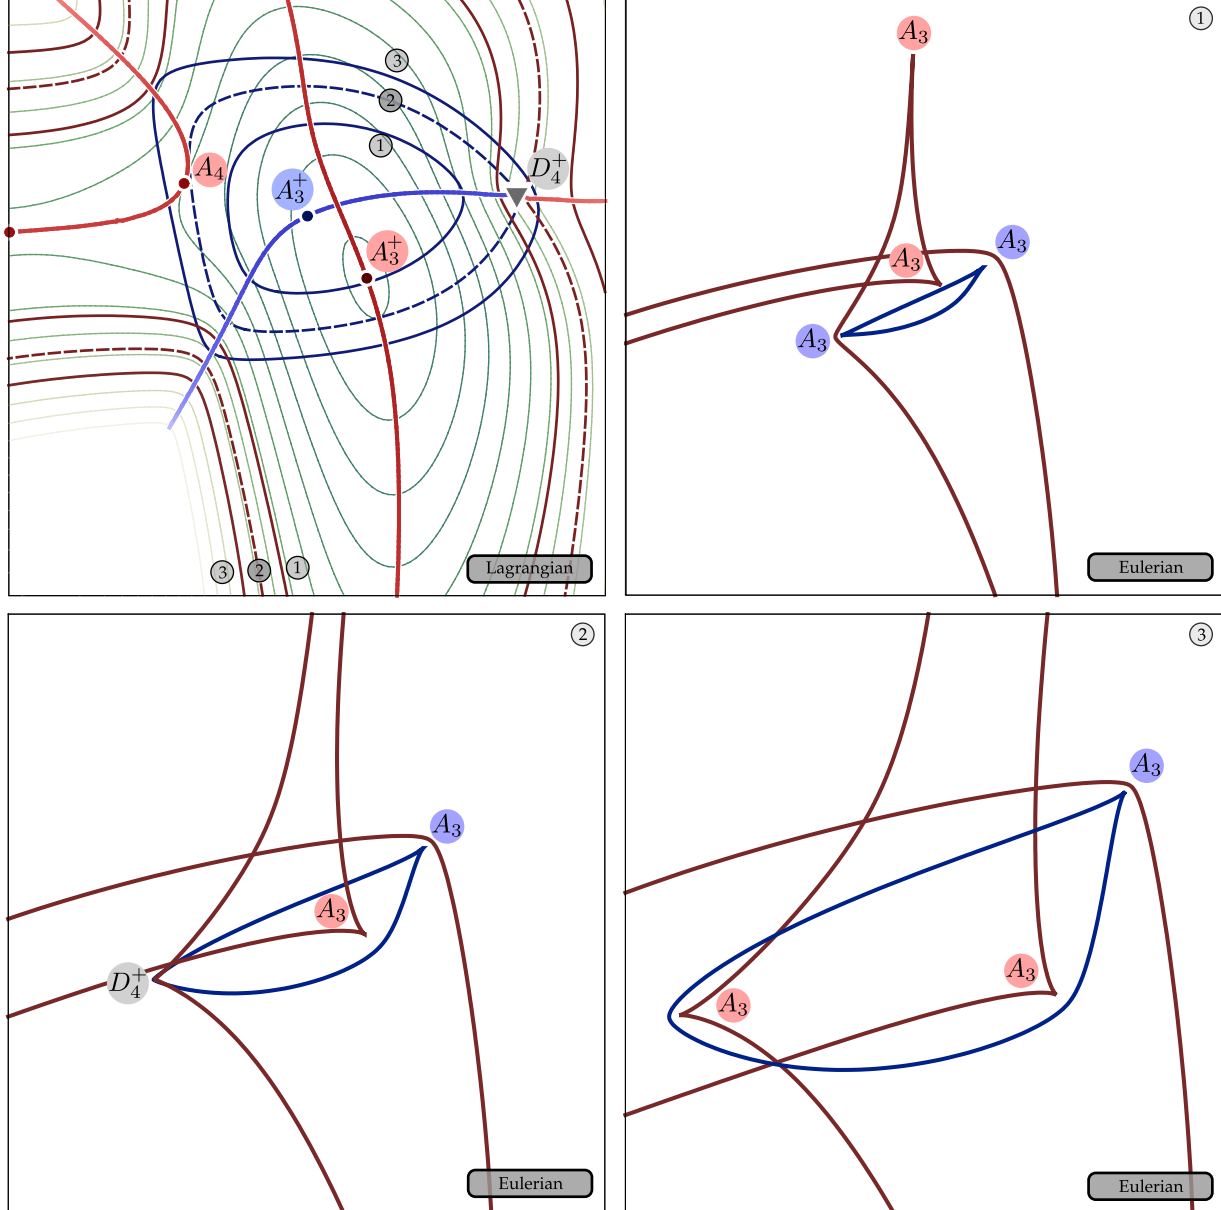 3
2
1
A₄
A₃⁺
D₄⁺
A₃⁺
3
2
1
Lagrangian
1
A₃
A₃
A₃
A₃
Eulerian
2
A₃
A₃
D₄⁺
Eulerian
3
A₃
A₃
A₃
Eulerian